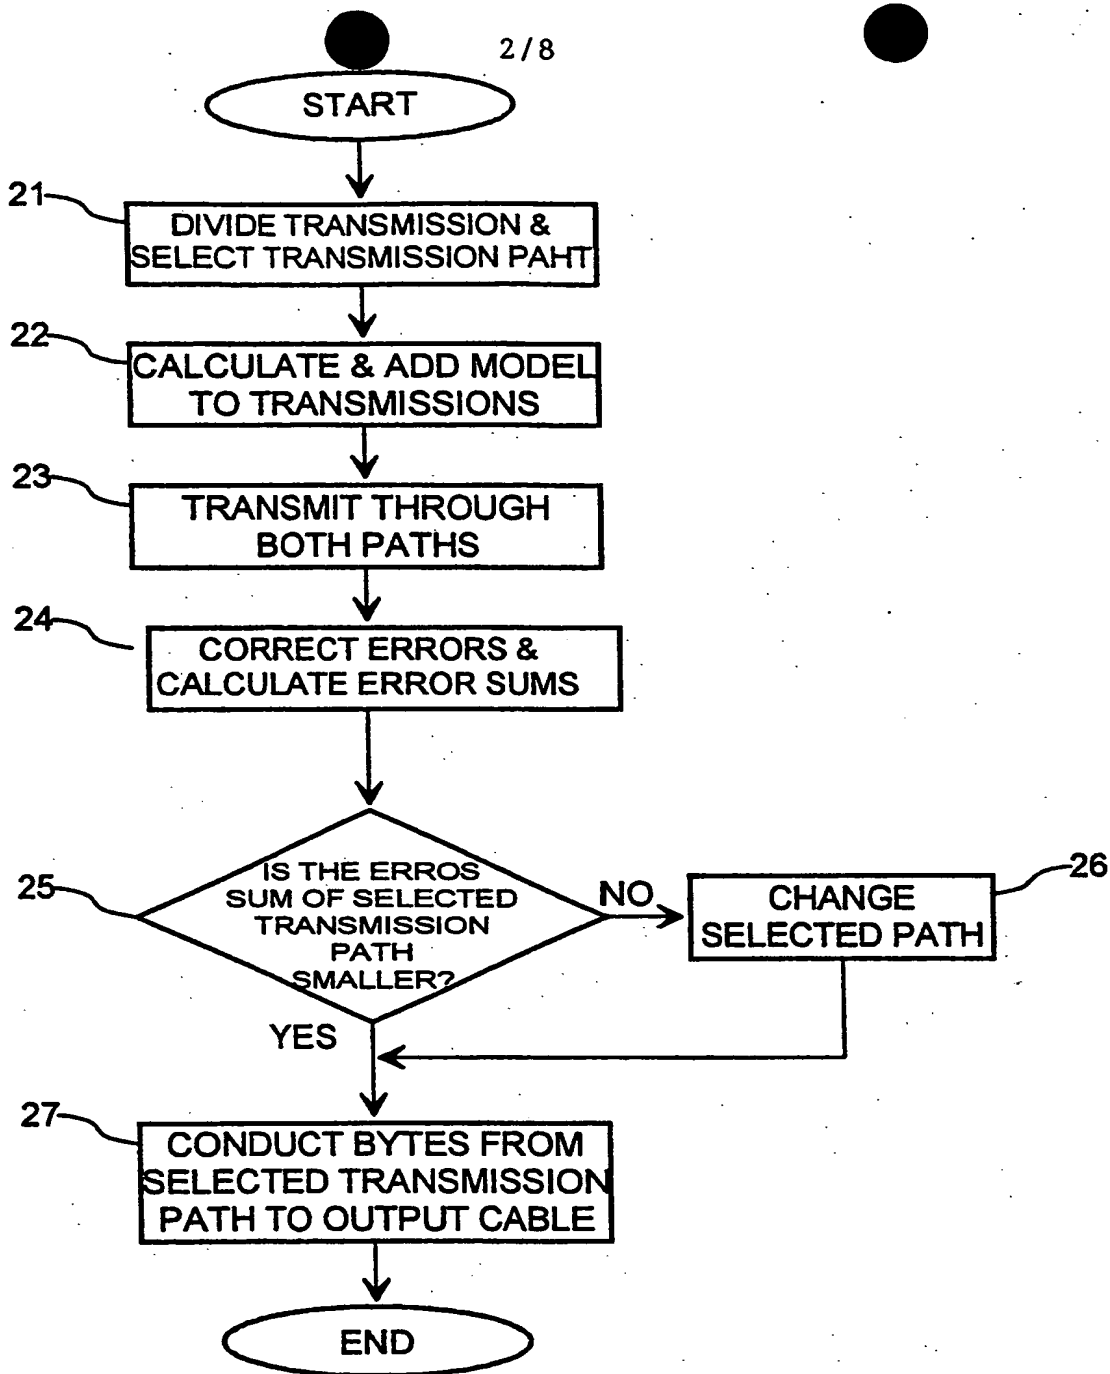 2/8
START
21
DIVIDE TRANSMISSION &
SELECT TRANSMISSION PAHT
22
CALCULATE & ADD MODEL
TO TRANSMISSIONS
23
TRANSMIT THROUGH
BOTH PATHS
24
CORRECT ERRORS &
CALCULATE ERROR SUMS
25
IS THE ERROS
SUM OF SELECTED
TRANSMISSION
PATH
SMALLER?
NO
26
CHANGE
SELECTED PATH
YES
27
CONDUCT BYTES FROM
SELECTED TRANSMISSION
PATH TO OUTPUT CABLE
END